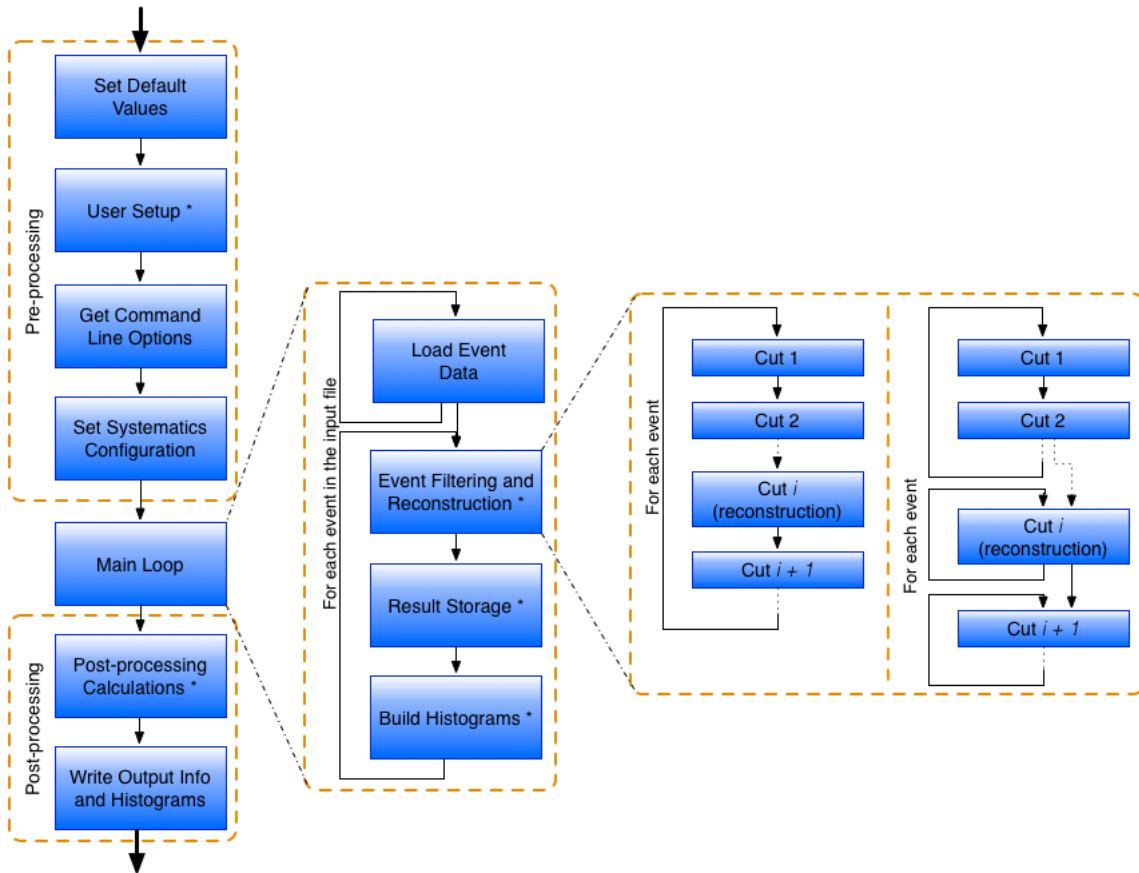 Pre-processing
Set Default
Values
User Setup *
Get Command
Line Options
Set Systematics
Configuration
Main Loop
Post-processing
Post-processing
Calculations *
Write Output Info
and Histograms
For each event in the input file
Load Event
Data
Event Filtering and
Reconstruction *
Result Storage *
Build Histograms *
For each event
Cut 1
Cut 2
Cut i
(reconstruction)
Cut i + 1
For each event
Cut 1
Cut 2
Cut i
(reconstruction)
Cut i + 1